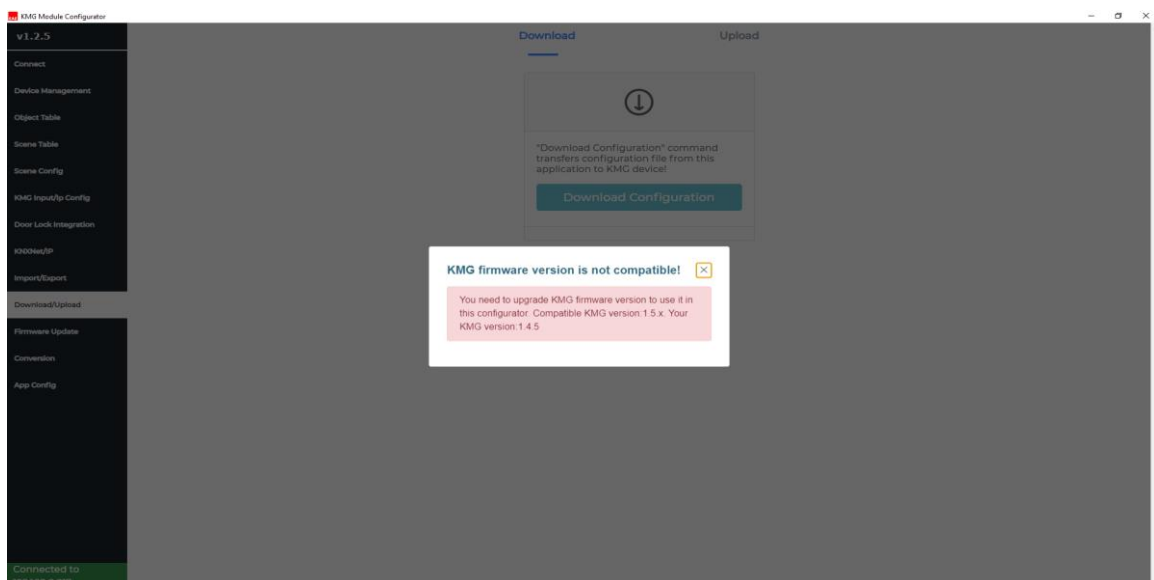 KMG Module Configurator
v1.2.5
Connect
Device Management
Object Table
Scene Table
Scene Config
KMG Input/Ip Config
Door Lock Integration
KNXNet/IP
Import/Export
Download/Upload
Firmware Update
Conversion
App Config
Connected to
Download
Upload
"Download Configuration" command
transfers configuration file from this
application to KMG device!
Download Configuration
KMG firmware version is not compatible!
You need to upgrade KMG firmware version to use it in
this configurator. Compatible KMG version:1.5.x. Your
KMG version:1.4.5